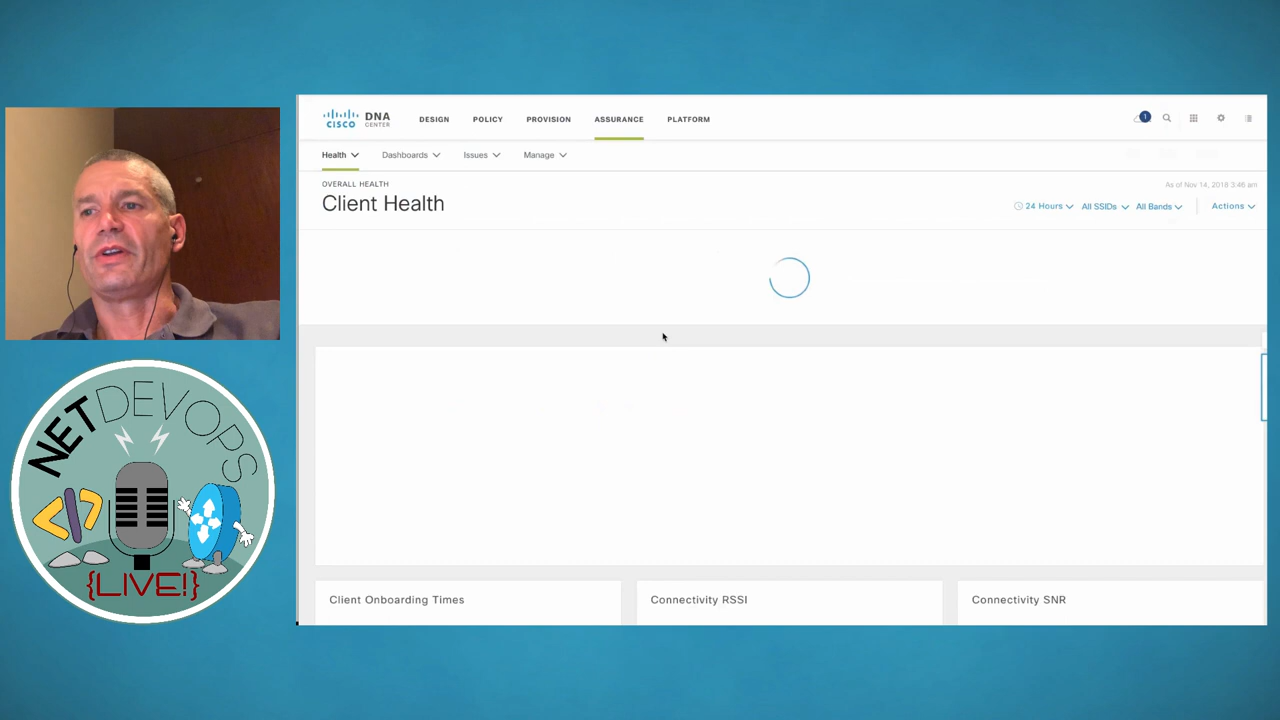 CISCO DNA CENTER
DESIGN POLICY PROVISION ASSURANCE PLATFORM
1
Health Dashboards Issues Manage
OVERALL HEALTH
As of Nov 14, 2018 3:46 am
Client Health
24 Hours All SSIDs All Bands Actions
Client Onboarding Times
Connectivity RSSI
Connectivity SNR
NETDEVOPS
</>
{LIVE!}